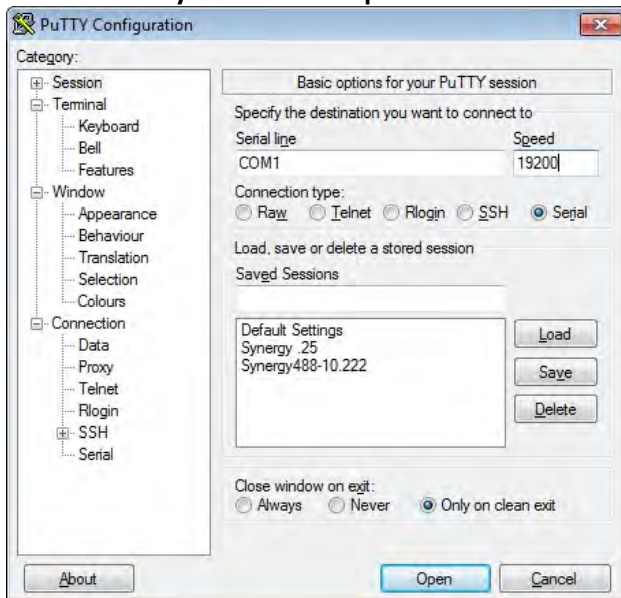 PuTTY Configuration
Category:
Session
Terminal
Keyboard
Bell
Features
Window
Appearance
Behaviour
Translation
Selection
Colours
Connection
Data
Proxy
Telnet
Rlogin
SSH
Serial
Basic options for your PuTTY session
Specify the destination you want to connect to
Serial line Speed
COM1 19200
Connection type:
Raw Telnet Rlogin SSH Serial
Load, save or delete a stored session
Saved Sessions
Default Settings
Synergy .25
Synergy488-10.222
Load
Save
Delete
Close window on exit:
Always Never Only on clean exit
About Open Cancel